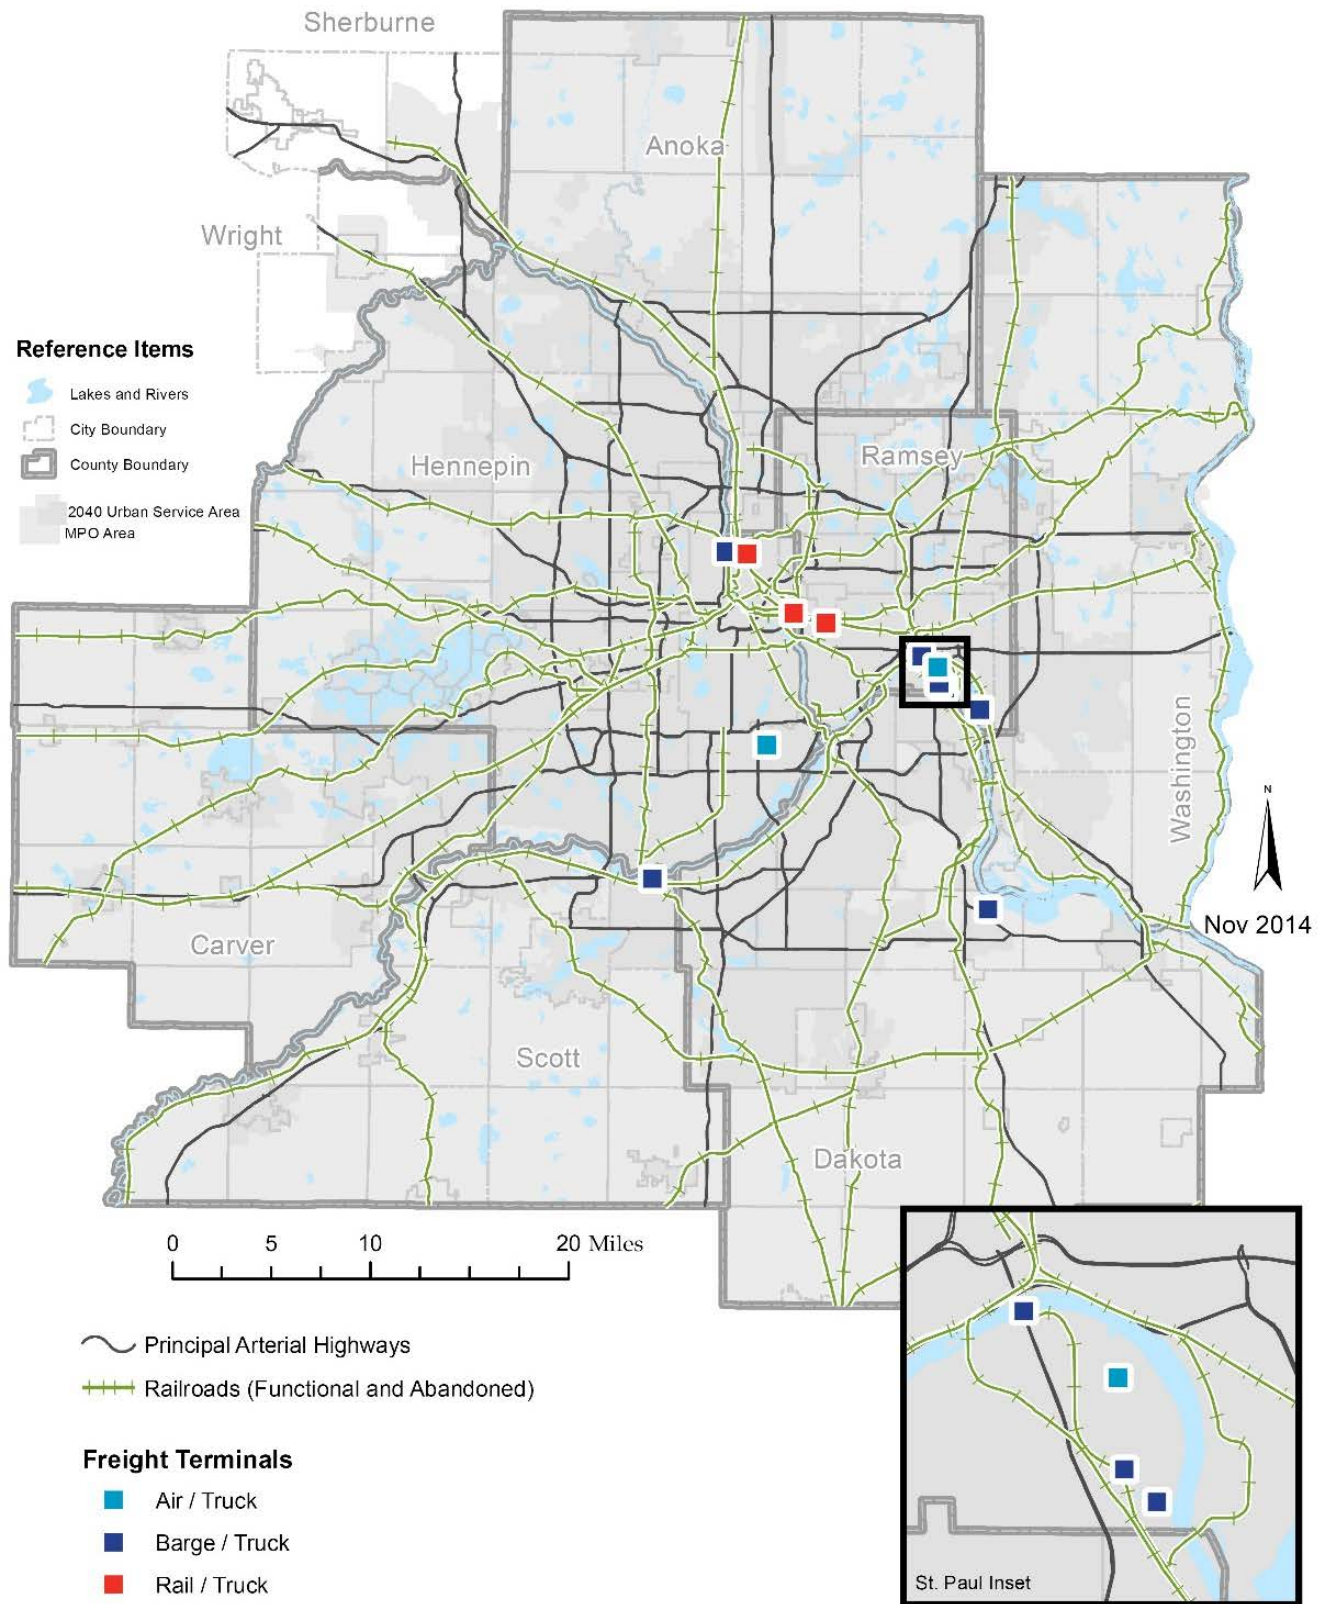 Sherburne
Anoka
Wright
Reference Items
Lakes and Rivers
City Boundary
County Boundary
2040 Urban Service Area
MPO Area
Hennepin
Ramsey
Washington
N
Nov 2014
Carver
Scott
Dakota
0 5 10 20 Miles
Principal Arterial Highways
Railroads (Functional and Abandoned)
Freight Terminals
Air / Truck
Barge / Truck
Rail / Truck
St. Paul Inset